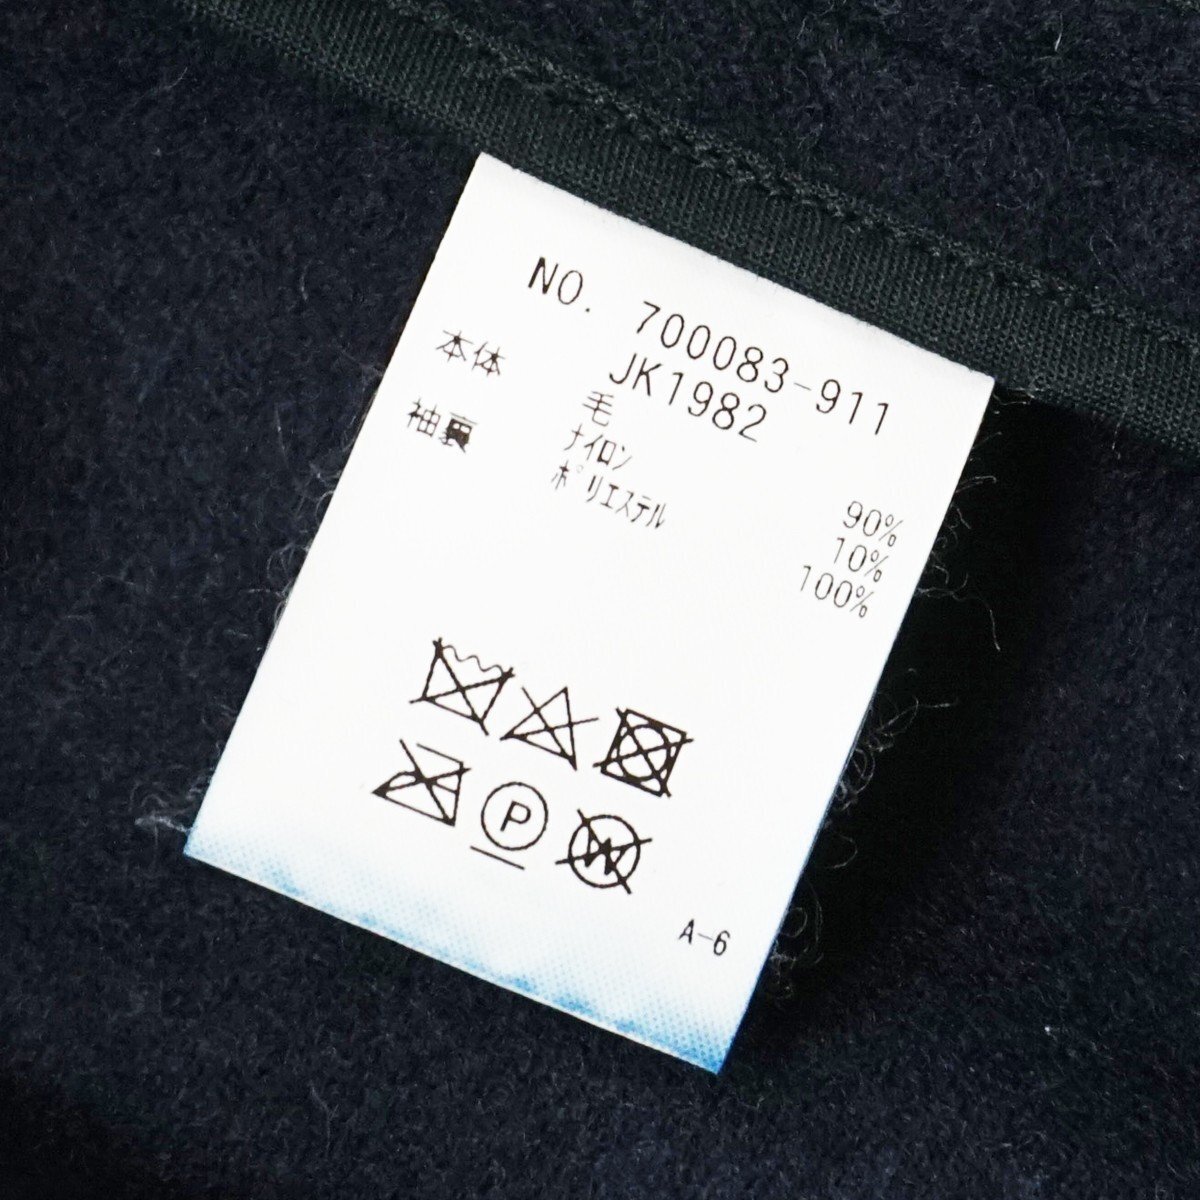 NO. 700083-911
JK1982
本体 毛 90%
ナイロン 10%
袖裏 ポリエステル 100%
P
W
A-6